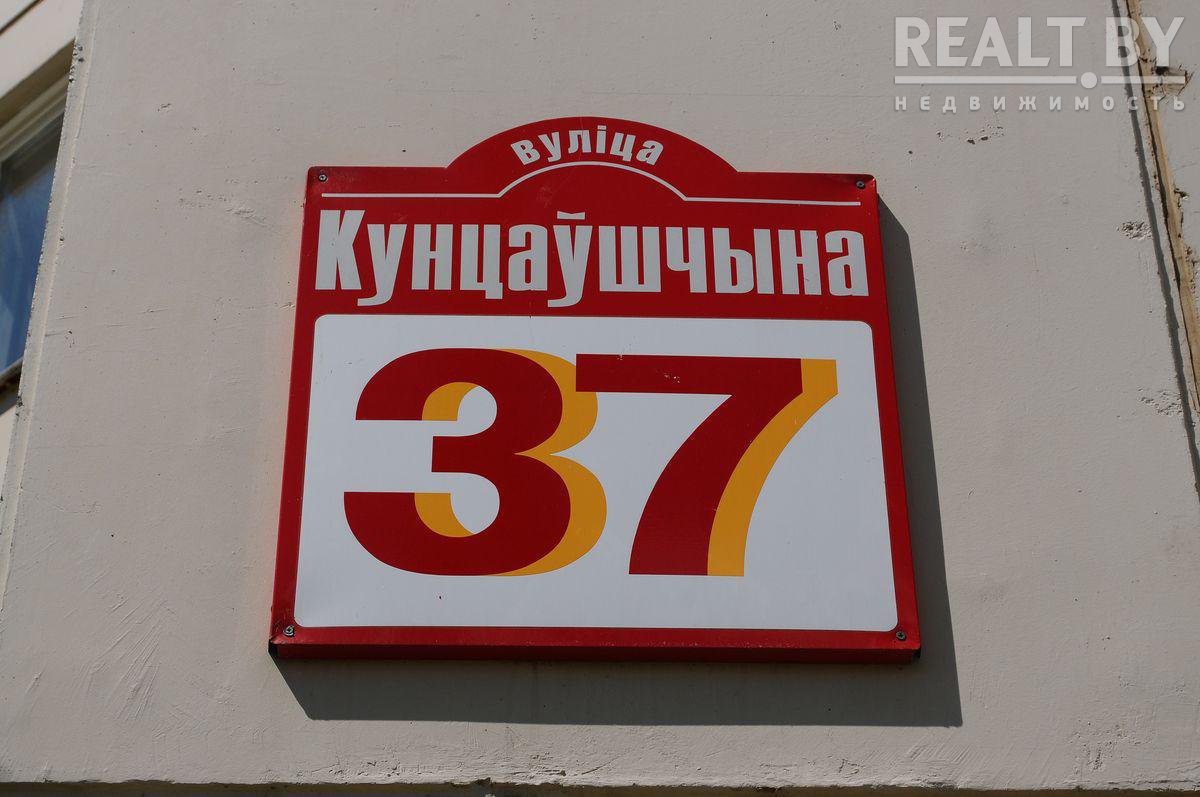 REALT.BY
недвижимость
вуліца
Кунцаўшчына
37